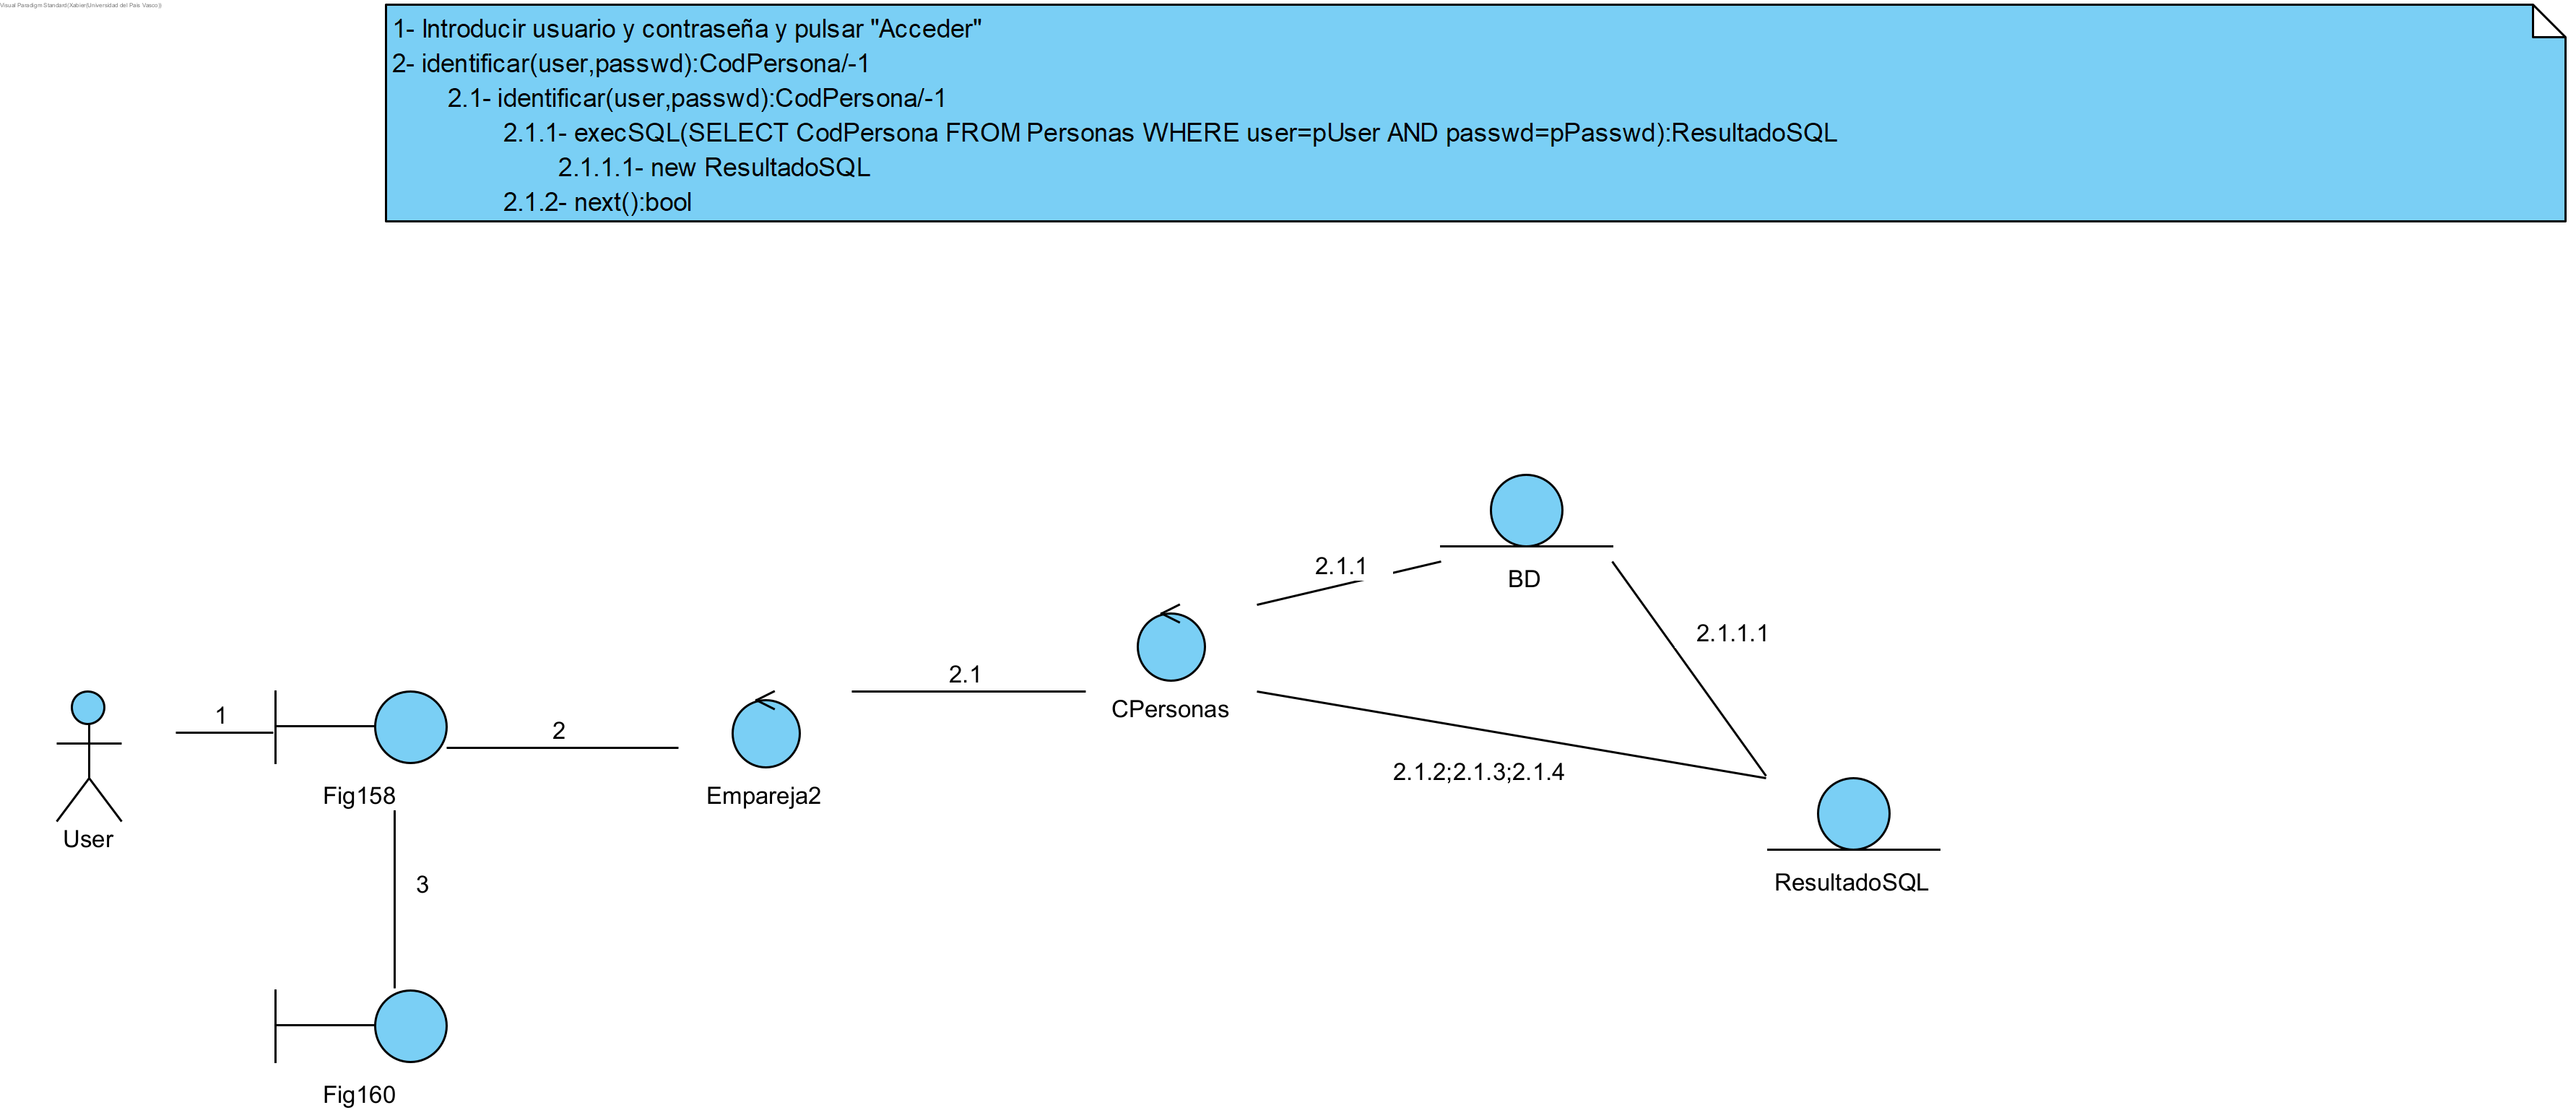 Visual Paradigm Standard(Xabier(Universidad del Pais Vasco))
1- Introducir usuario y contraseña y pulsar "Acceder"
2- identificar(user,passwd):CodPersona/-1
2.1- identificar(user,passwd):CodPersona/-1
2.1.1- execSQL(SELECT CodPersona FROM Personas WHERE user=pUser AND passwd=pPasswd):ResultadoSQL
2.1.1.1- new ResultadoSQL
2.1.2- next():bool
2.1.1
BD
2.1.1.1
2.1
CPersonas
1
2
2.1.2;2.1.3;2.1.4
Fig158
Empareja2
User
3
ResultadoSQL
Fig160